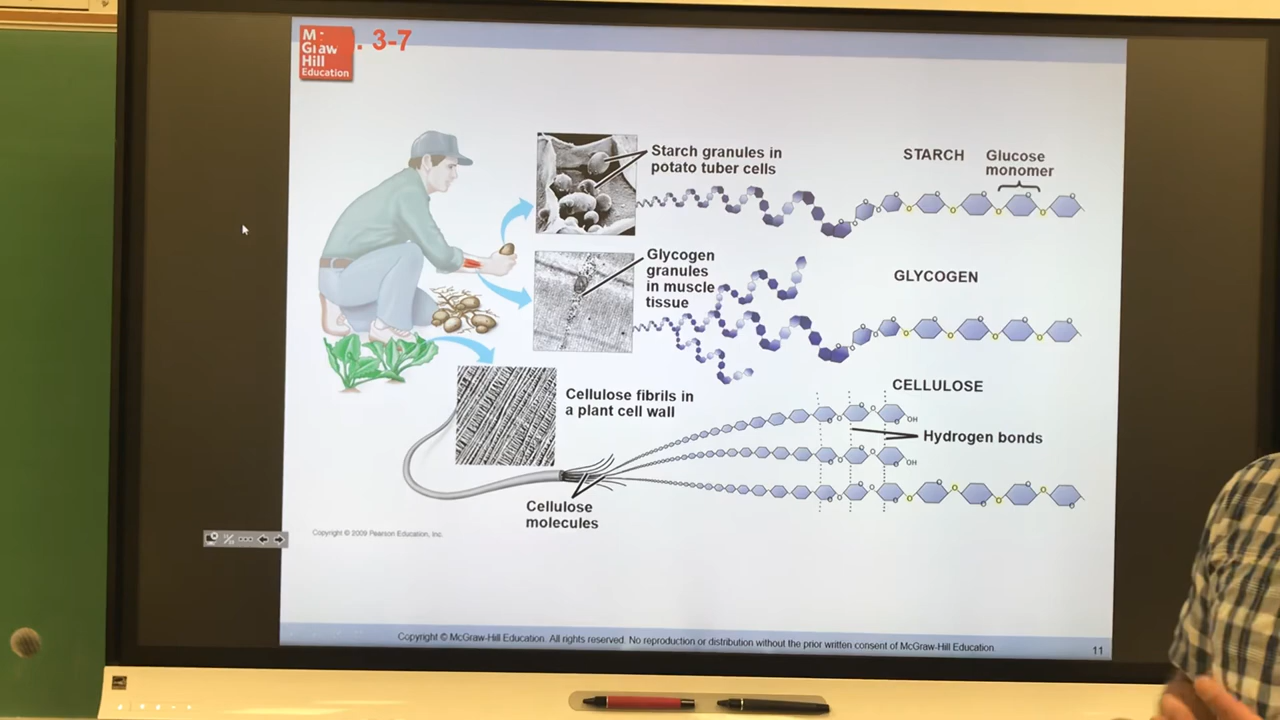 Mc
Graw
Hill
Education
. 3-7
Starch granules in
potato tuber cells
STARCH
Glucose
monomer
Glycogen
granules
in muscle
tissue
GLYCOGEN
Cellulose fibrils in
a plant cell wall
CELLULOSE
OH
Hydrogen bonds
OH
Cellulose
molecules
Copyright © 2009 Pearson Education, Inc.
Copyright © McGraw-Hill Education. All rights reserved. No reproduction or distribution without the prior written consent of McGraw-Hill Education
11